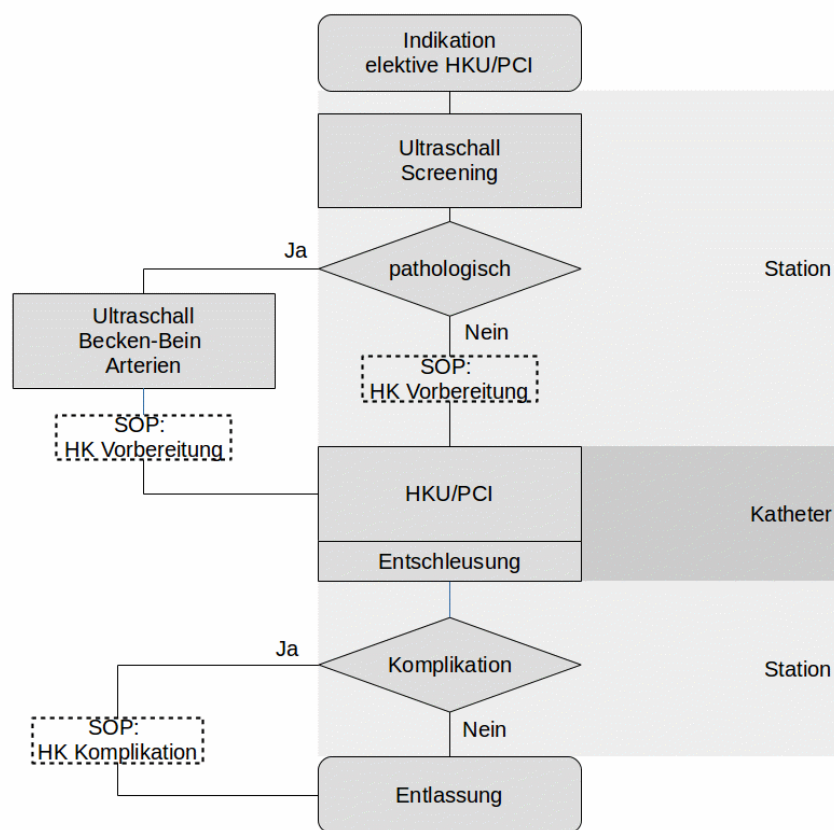 Indikation
elektive HKU/PCI
Ultraschall
Screening
Ja
pathologisch
Station
Ultraschall
Becken-Bein
Arterien
Nein
SOP:
HK Vorbereitung
SOP:
HK Vorbereitung
HKU/PCI
Katheter
Entschleusung
Ja
Komplikation
Station
SOP:
HK Komplikation
Nein
Entlassung